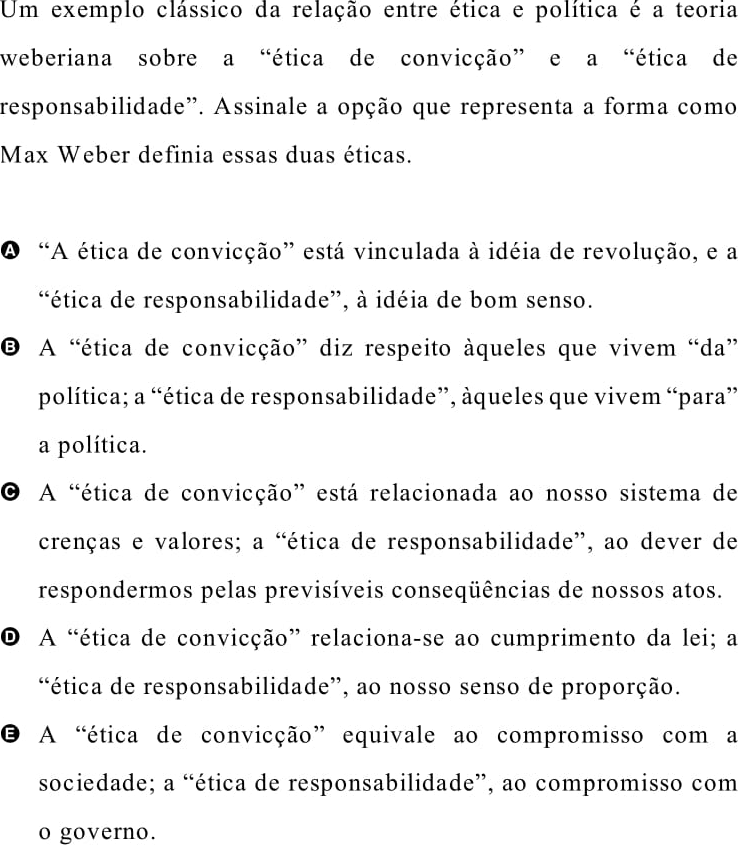 Um exemplo clássico da relação entre ética e política é a teoria
weberiana sobre a “ética de convicção” e a “ética de
responsabilidade”. Assinale a opção que representa a forma como
Max Weber definia essas duas éticas.
A “A ética de convicção” está vinculada à idéia de revolução, e a
“ética de responsabilidade”, à idéia de bom senso.
B A “ética de convicção” diz respeito àqueles que vivem “da”
política; a “ética de responsabilidade”, àqueles que vivem “para”
a política.
C A “ética de convicção” está relacionada ao nosso sistema de
crenças e valores; a “ética de responsabilidade”, ao dever de
respondermos pelas previsíveis conseqüências de nossos atos.
D A “ética de convicção” relaciona-se ao cumprimento da lei; a
“ética de responsabilidade”, ao nosso senso de proporção.
E A “ética de convicção” equivale ao compromisso com a
sociedade; a “ética de responsabilidade”, ao compromisso com
o governo.